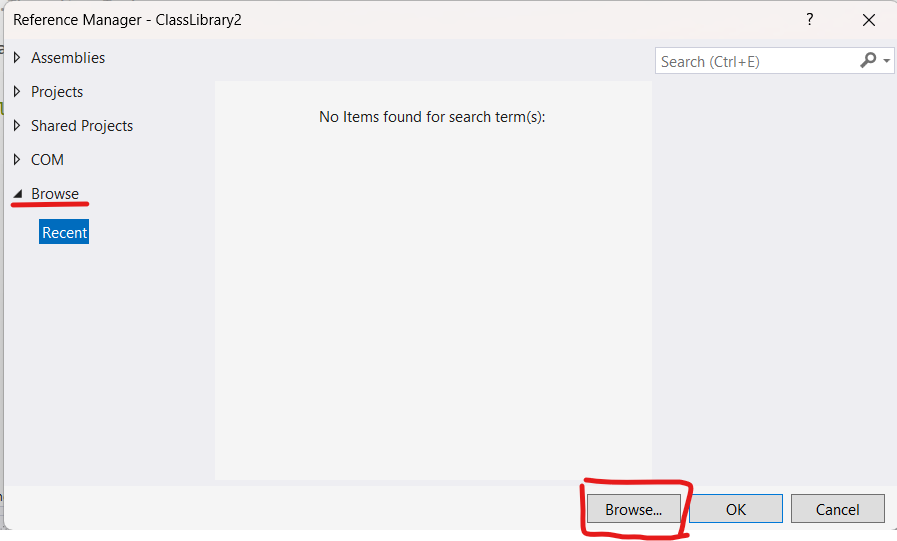 Reference Manager - ClassLibrary2
?
Assemblies
Search (Ctrl+E)
Projects
No Items found for search term(s):
Shared Projects
COM
Browse
Recent
Browse...
OK
Cancel